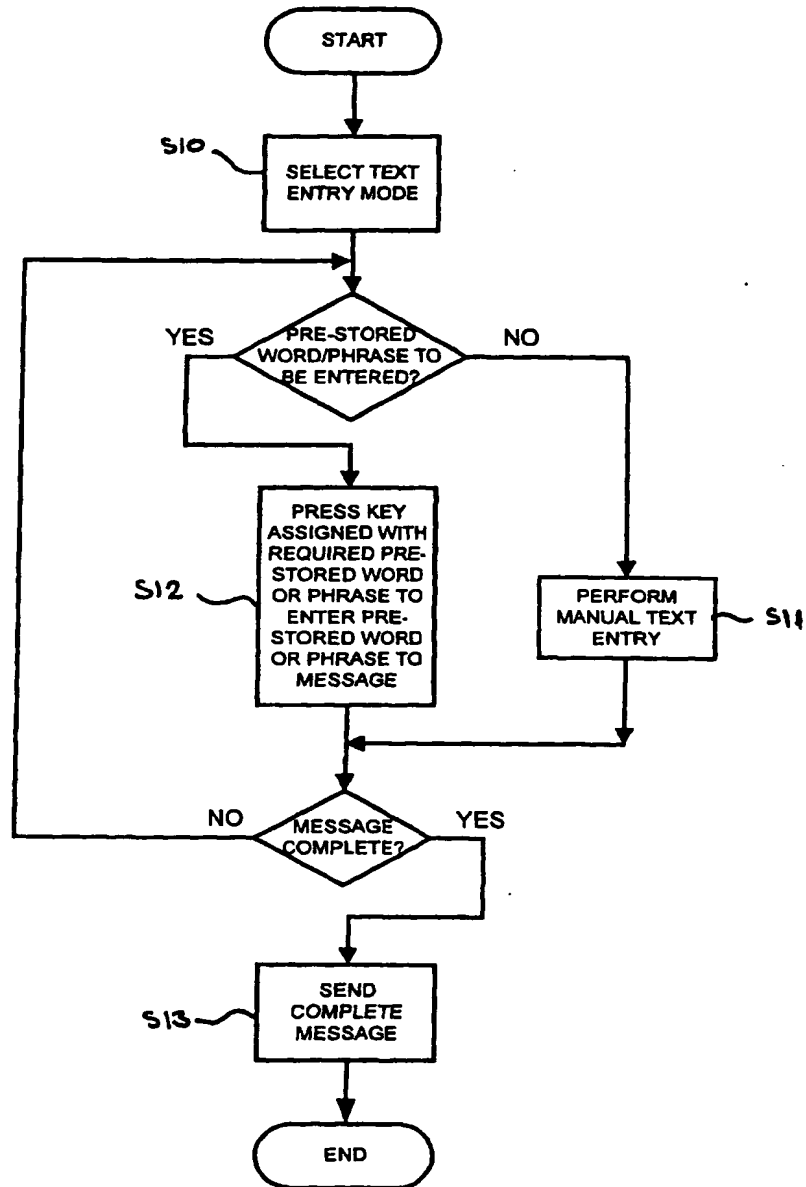 START
S10
SELECT TEXT
ENTRY MODE
YES
PRE-STORED
WORD/PHRASE TO
BE ENTERED?
NO
S12
PRESS KEY
ASSIGNED WITH
REQUIRED PRE-
STORED WORD
OR PHRASE TO
ENTER PRE-
STORED WORD
OR PHRASE TO
MESSAGE
PERFORM
MANUAL TEXT
ENTRY
S11
NO
MESSAGE
COMPLETE?
YES
S13
SEND
COMPLETE
MESSAGE
END